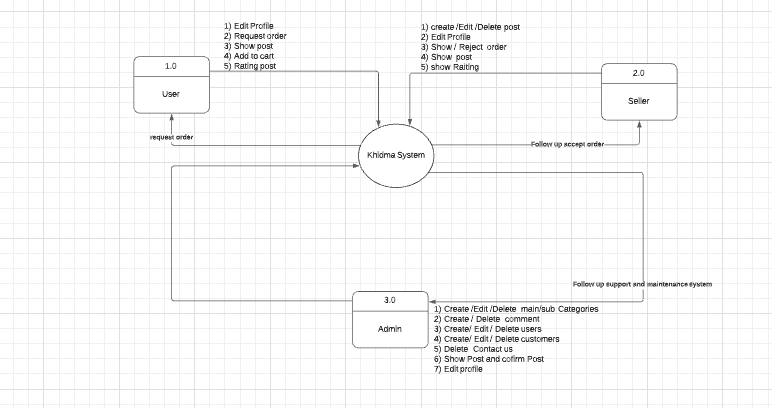 1) Edit Profile
2) Request order
3) Show post
4) Add to cart
5) Rating post
1) create /Edit /Delete post
2) Edit Profile
3) Show / Reject order
4) Show post
5) show Raiting
1.0
User
2.0
Seller
request order
Khidma System
Follow up accept order
Follow up support and maintenance system
3.0
Admin
1) Create /Edit /Delete main/sub Categories
2) Create / Delete comment
3) Create/ Edit / Delete users
4) Create/ Edit / Delete customers
5) Delete Contact us
6) Show Post and cofirm Post
7) Edit profile